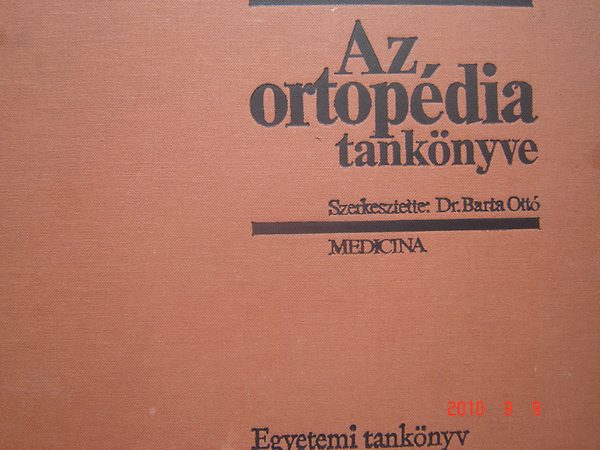 Az
ortopédia
tankönyve
Szerkesztette: Dr. Barta Ottó
MEDICINA
2010 9 9
Egyetemi tankönyv